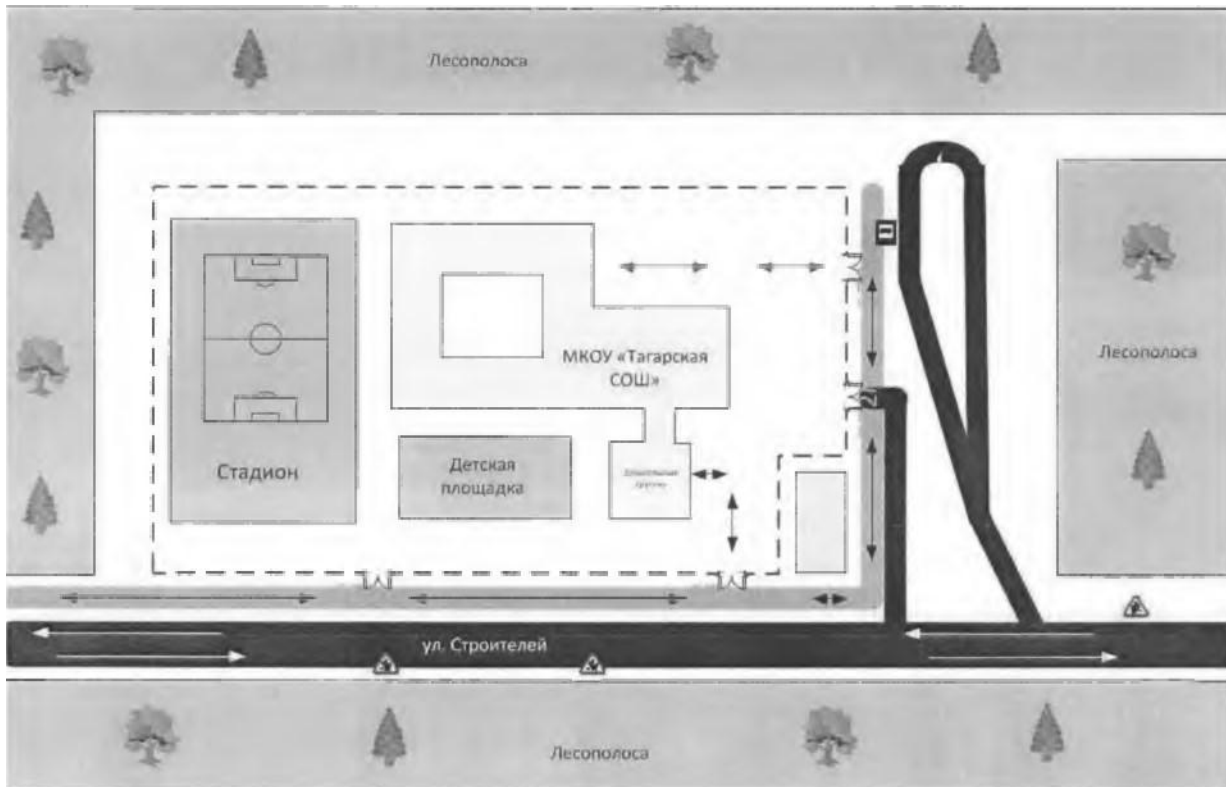 Лесополоса
МКОУ «Тагарская
СОШ»
Лесополоса
Стадион
Детская
площадка
ул. Строителей
Лесополоса